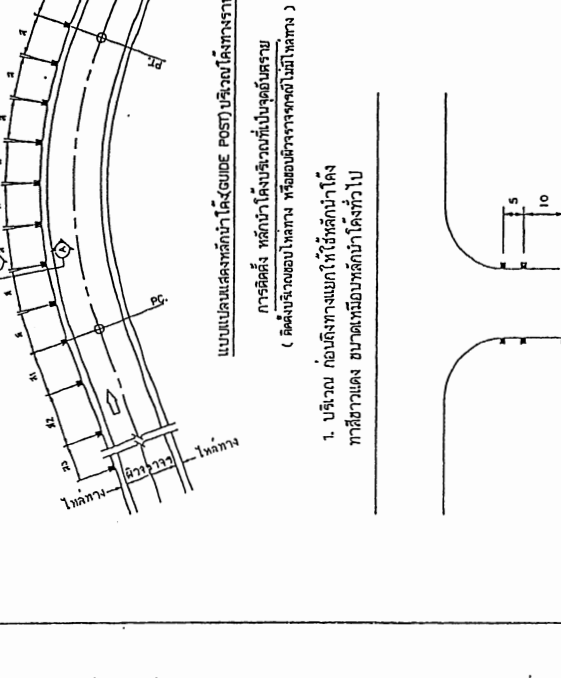 PT.
A
PC.
ส1
ส2
ส3
ไหล่ทาง
ผิวจราจร
ไหล่ทาง
แบบแปลนแสดงหลักนำโค้ง(GUIDE POST)บริเวณโค้งทางราบ
การติดตั้ง หลักนำโค้งบริเวณที่เป็นจุดอันตราย
( ติดตั้งบริเวณขอบไหล่ทาง หรือขอบผิวจราจรกรณีไม่มีไหล่ทาง )
1. บริเวณ ก่อนถึงทางแยกให้ใช้หลักนำโค้ง
ทาสีขาวแดง ขนาดเหมือนหลักนำโค้งทั่วไป
5
10